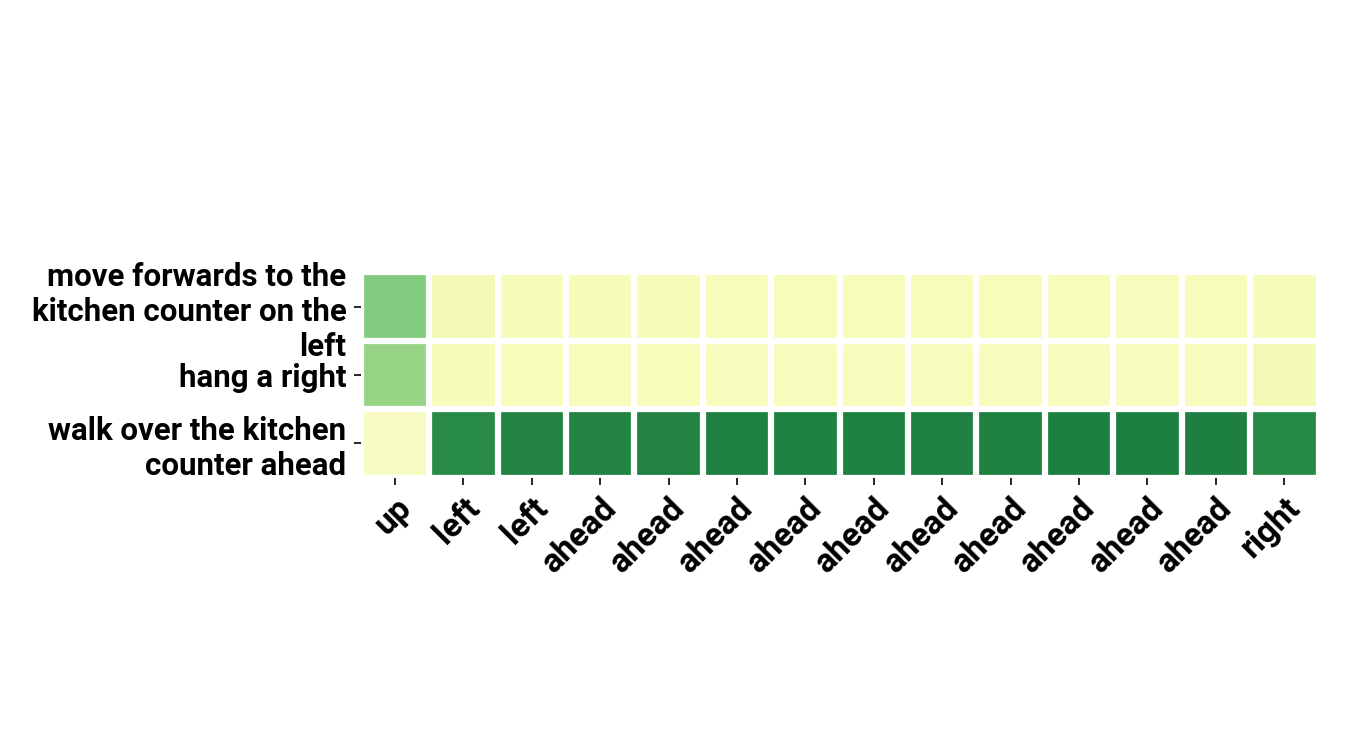 move forwards to the
kitchen counter on the
left
hang a right
walk over the kitchen
counter ahead
up
left
left
ahead
ahead
ahead
ahead
ahead
ahead
ahead
ahead
ahead
ahead
right